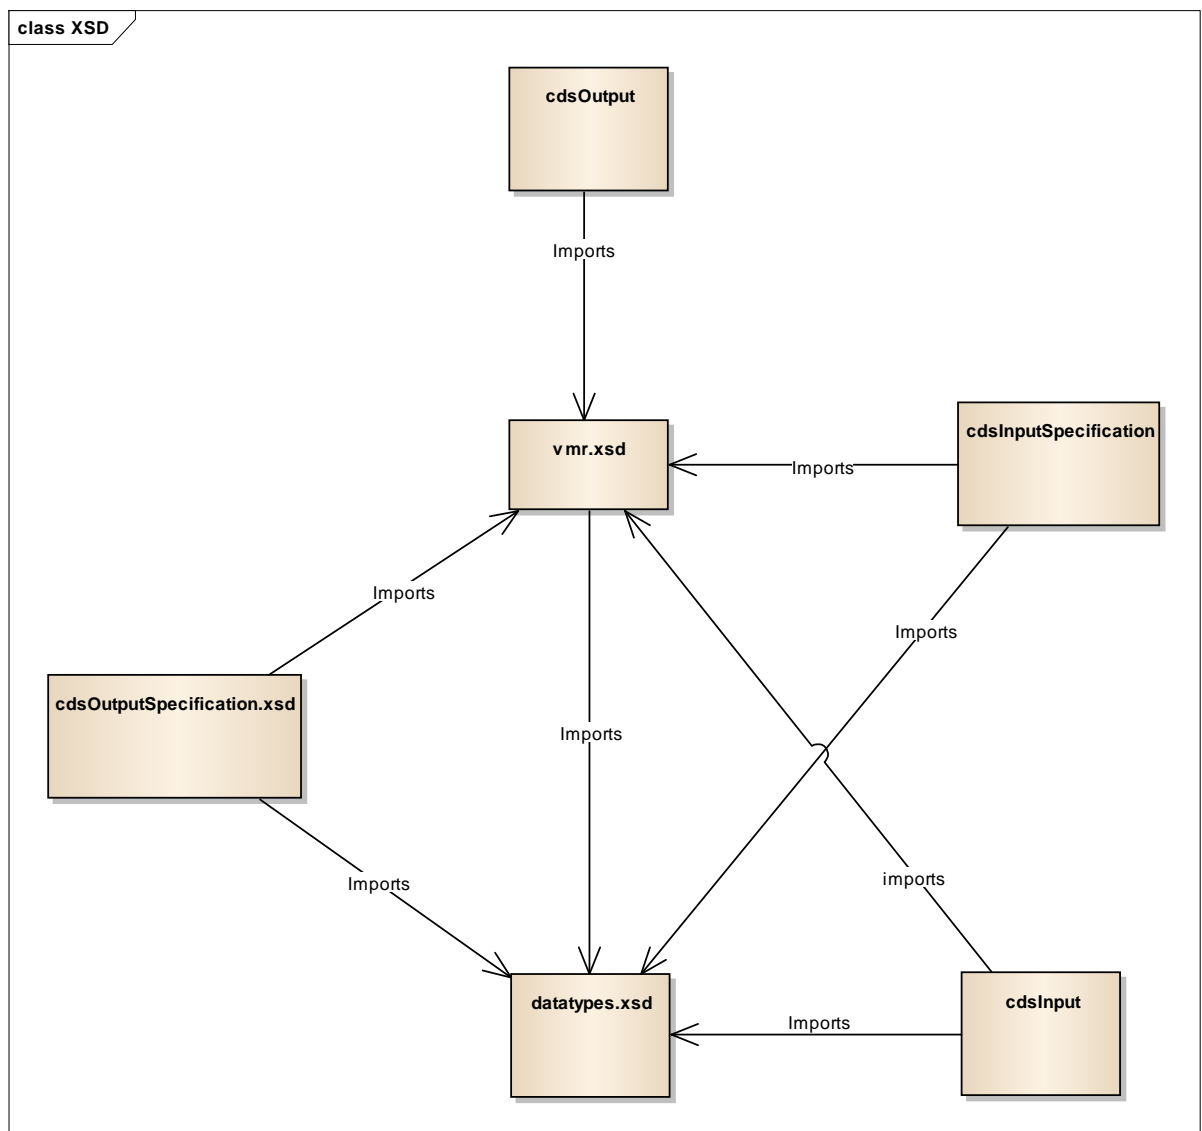 class XSD
cdsOutput
Imports
vmr.xsd
cdsInputSpecification
Imports
Imports
Imports
cdsOutputSpecification.xsd
Imports
Imports
imports
datatypes.xsd
cdsInput
Imports